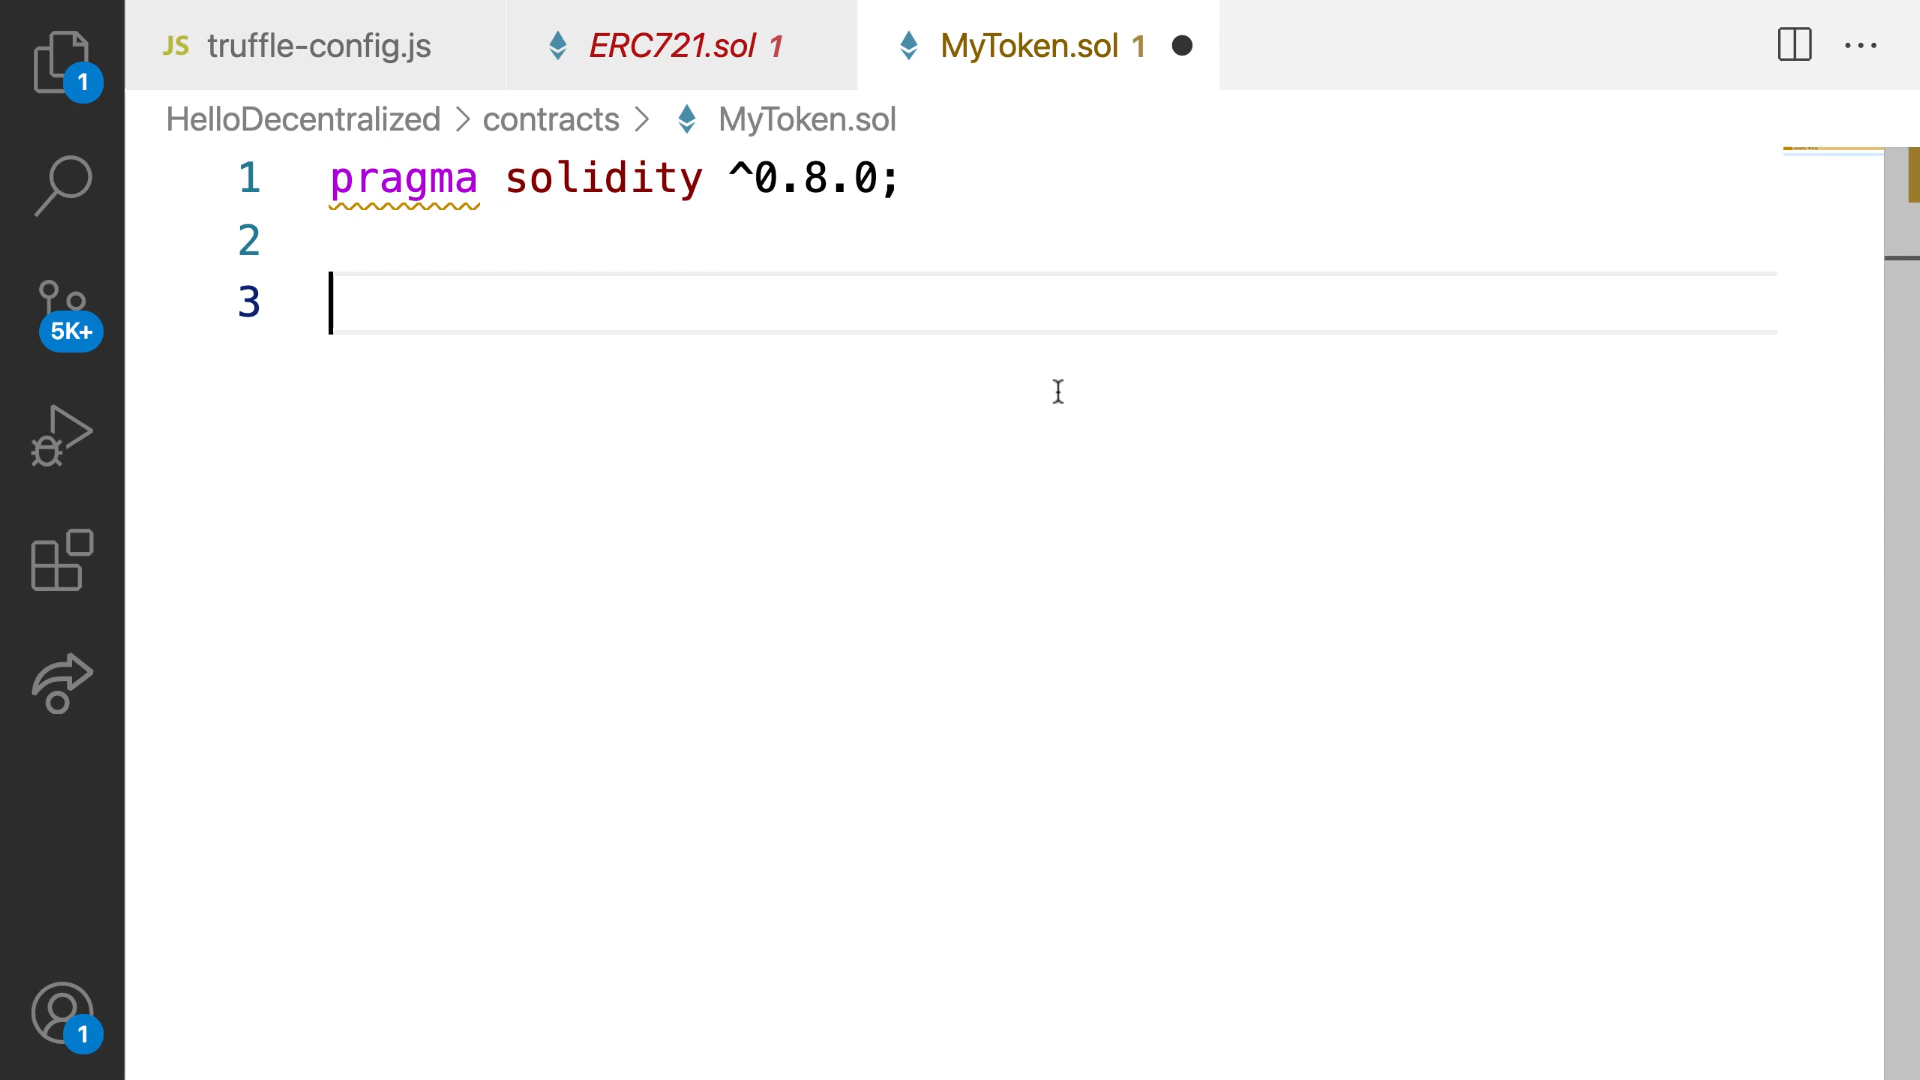 JS truffle-config.js
ERC721.sol 1
MyToken.sol 1
HelloDecentralized > contracts > MyToken.sol
1 pragma solidity ^0.8.0;
2
3
1
5K+
1